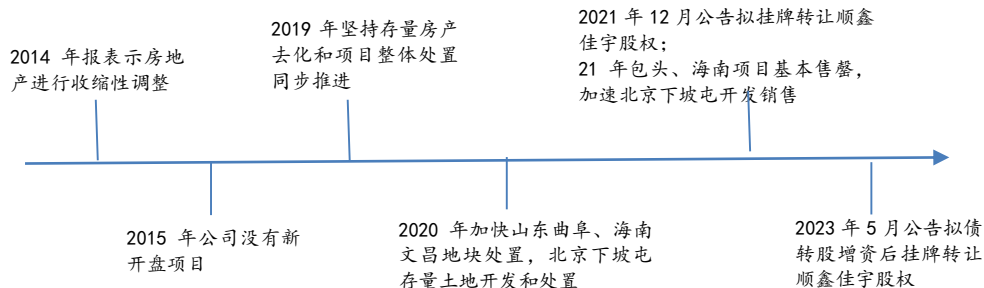 2014 年报表示房地
产进行收缩性调整
2015 年公司没有新
开盘项目
2019 年坚持存量房产
去化和项目整体处置
同步推进
2020 年加快山东曲阜、海南
文昌地块处置，北京下坡屯
存量土地开发和处置
2021 年 12 月公告拟挂牌转让顺鑫
佳宇股权；
21 年包头、海南项目基本售罄，
加速北京下坡屯开发销售
2023 年 5 月公告拟债
转股增资后挂牌转让
顺鑫佳宇股权